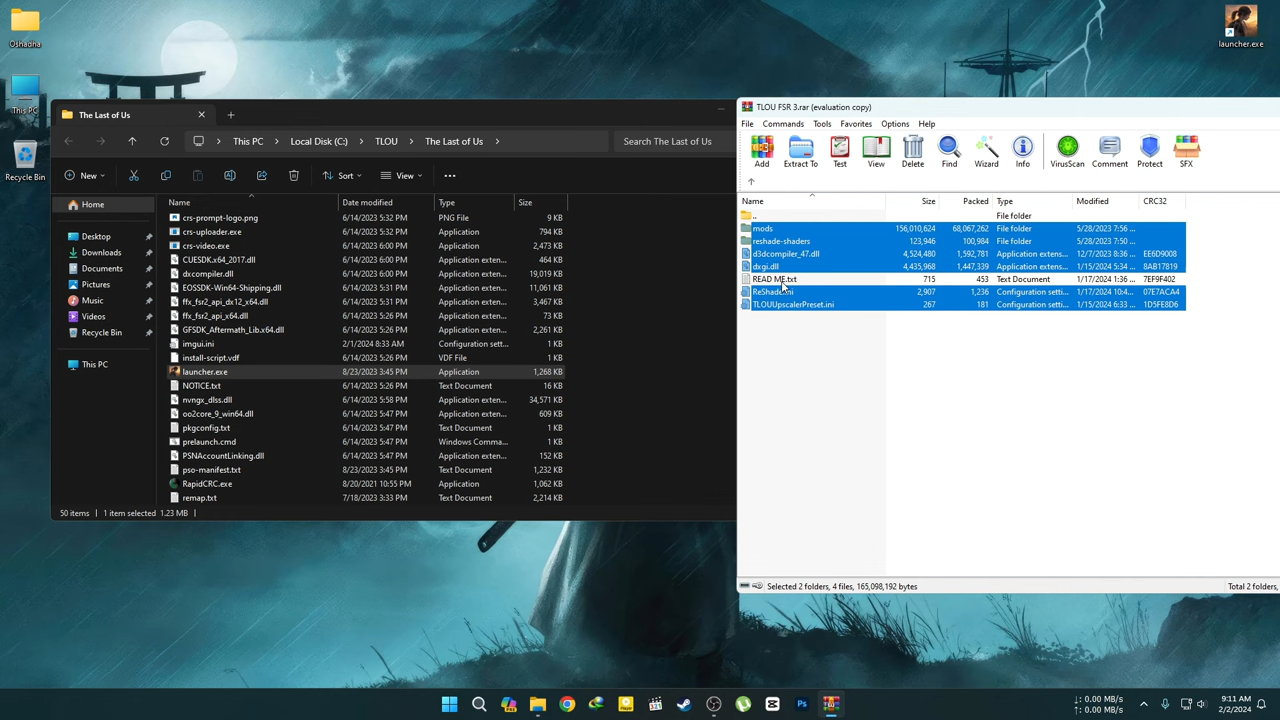 Oshadha
This PC
Recycle Bin
launcher.exe
The Last of Us
This PC
Local Disk (C:)
TLOU
The Last of Us
Search The Last of Us
New
Sort
View
Name Date modified Type Size
Home
Desktop
Downloads
Documents
Pictures
Music
Videos
Recycle Bin
This PC
crs-prompt-logo.png 6/14/2023 5:32 PM PNG File 9 KB
crs-uploader.exe 6/14/2023 5:32 PM Application 794 KB
crs-video.exe 6/14/2023 6:00 PM Application 2,473 KB
CUESDK.x64_2017.dll 6/14/2023 6:00 PM Application exten... 464 KB
dxcompiler.dll 6/14/2023 6:00 PM Application exten... 19,019 KB
EOSSDK-Win64-Shipping.dll 6/14/2023 6:00 PM Application exten... 11,061 KB
ffx_fsr2_api_dx12_x64.dll 6/14/2023 6:00 PM Application exten... 3,467 KB
ffx_fsr2_api_x64.dll 6/14/2023 6:00 PM Application exten... 73 KB
GFSDK_Aftermath_Lib.x64.dll 6/14/2023 6:00 PM Application exten... 2,261 KB
imgui.ini 2/1/2024 8:33 AM Configuration sett... 1 KB
install-script.vdf 6/14/2023 5:26 PM VDF File 1 KB
launcher.exe 8/23/2023 3:45 PM Application 1,268 KB
NOTICE.txt 6/14/2023 5:26 PM Text Document 16 KB
nvngx_dlss.dll 6/14/2023 5:58 PM Application exten... 34,571 KB
oo2core_9_win64.dll 6/14/2023 5:47 PM Application exten... 609 KB
pkgconfig.txt 6/14/2023 5:47 PM Text Document 1 KB
prelaunch.cmd 6/14/2023 5:47 PM Windows Comma... 1 KB
PSNAccountLinking.dll 6/14/2023 5:47 PM Application exten... 152 KB
pso-manifest.txt 8/23/2023 3:45 PM Text Document 1,232 KB
RapidCRC.exe 8/20/2021 10:55 PM Application 1,062 KB
remap.txt 7/18/2023 3:33 PM Text Document 2,214 KB
50 items 1 item selected 1.23 MB
TLOU FSR 3.rar (evaluation copy)
File Commands Tools Favorites Options Help
Add Extract To Test View Delete Find Wizard Info VirusScan Comment Protect SFX
Name Size Packed Type Modified CRC32
.. File folder
mods 156,010,624 68,067,262 File folder 5/28/2023 7:56 ...
reshade-shaders 123,946 100,984 File folder 5/28/2023 7:50 ...
d3dcompiler_47.dll 4,524,480 1,592,781 Application extens... 12/7/2023 8:36 ... EE6D9008
dxgi.dll 4,435,968 1,447,339 Application extens... 1/15/2024 5:34 ... 8AB17819
READ ME.txt 715 453 Text Document 1/17/2024 1:36 ... 7EF9F402
ReShade.ini 2,907 1,236 Configuration setti... 1/17/2024 10:4... 07E7ACA4
TLOUUpscalerPreset.ini 267 181 Configuration setti... 1/15/2024 6:33 ... 1D5FE8D6
Selected 2 folders, 4 files, 165,098,192 bytes
Total 2 folders,
↓: 0.00 MB/s
↑: 0.00 MB/s
9:11 AM
2/2/2024